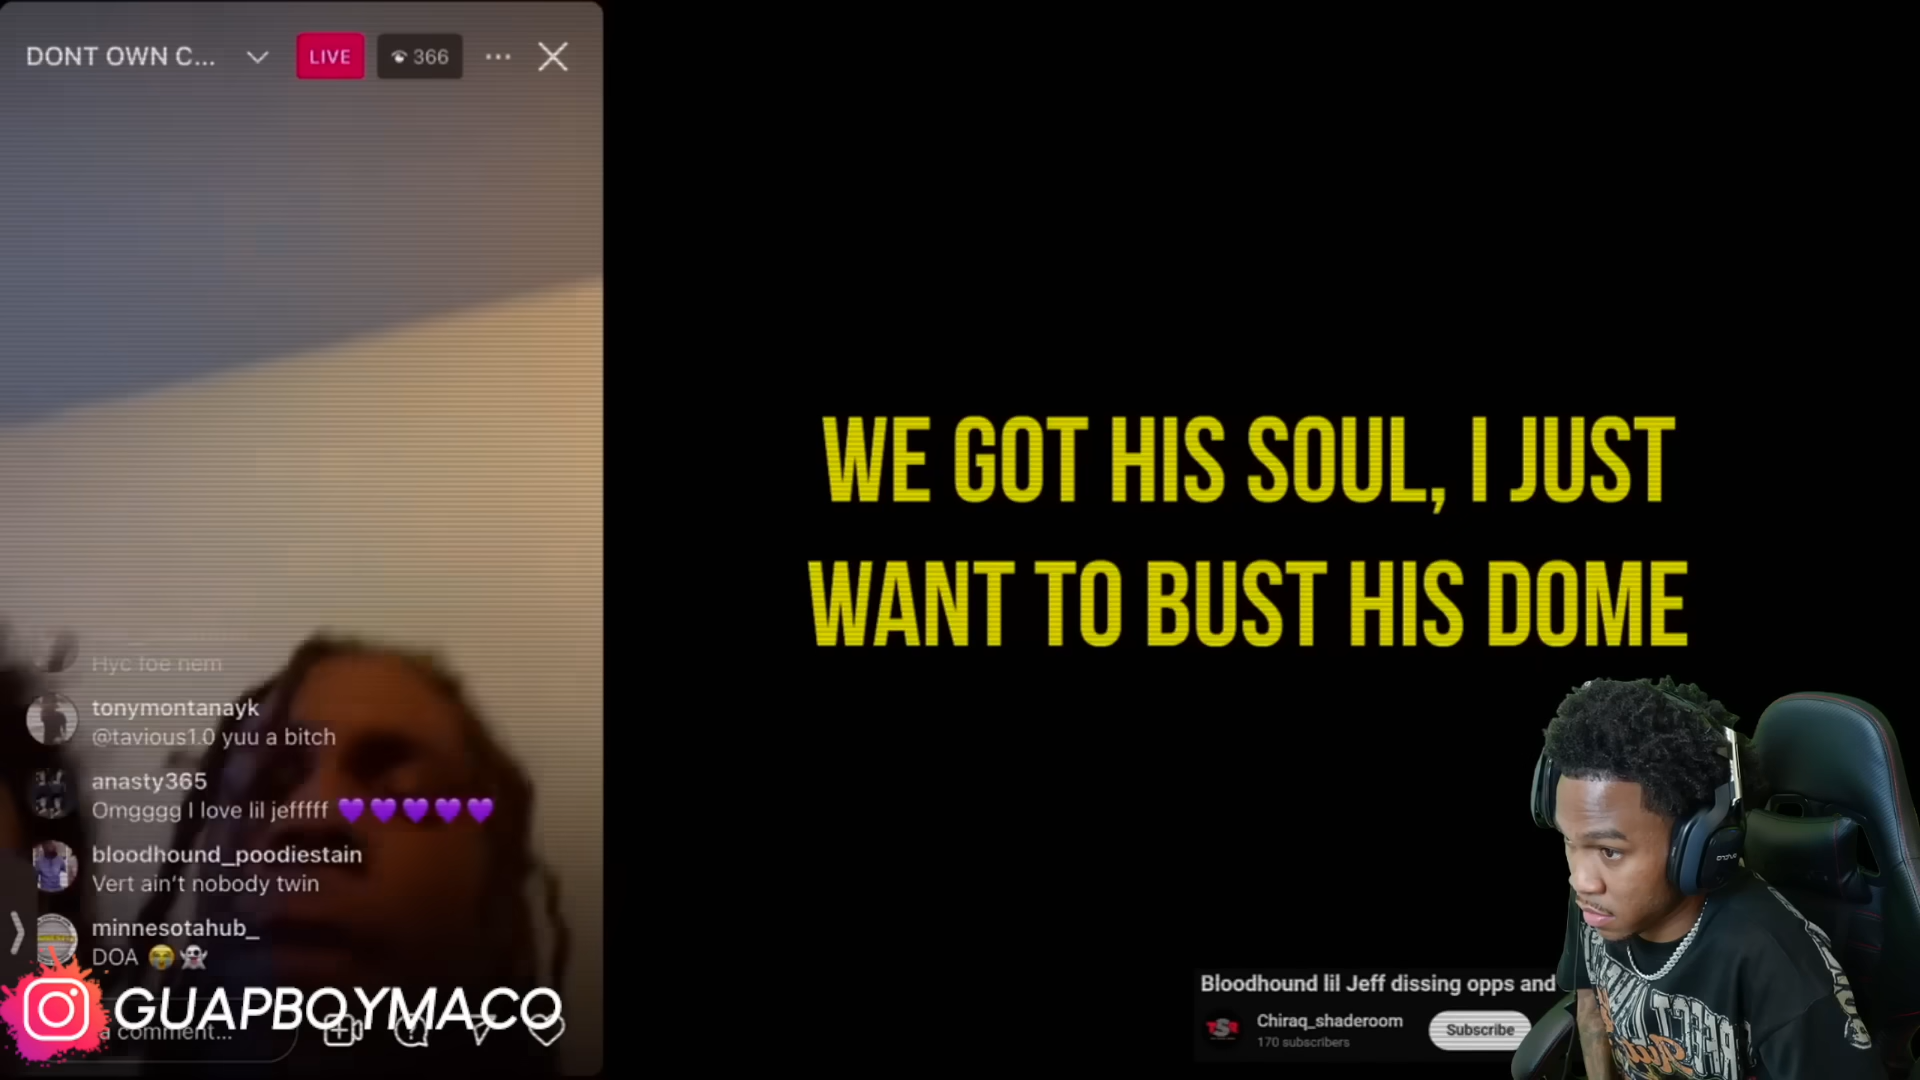 DONT OWN C...
LIVE
366
WE GOT HIS SOUL, I JUST
WANT TO BUST HIS DOME
Hyc foe nem
tonymontanayk
@tavious1.0 yuu a bitch
anasty365
Omgggg I love lil jefffff 💜💜💜💜💜
bloodhound_poodiestain
Vert ain't nobody twin
minnesotahub_
DOA 😭👻
GUAPBOYMACO
a comment...
Bloodhound lil Jeff dissing opps and
Chiraq_shaderoom
170 subscribers
Subscribe